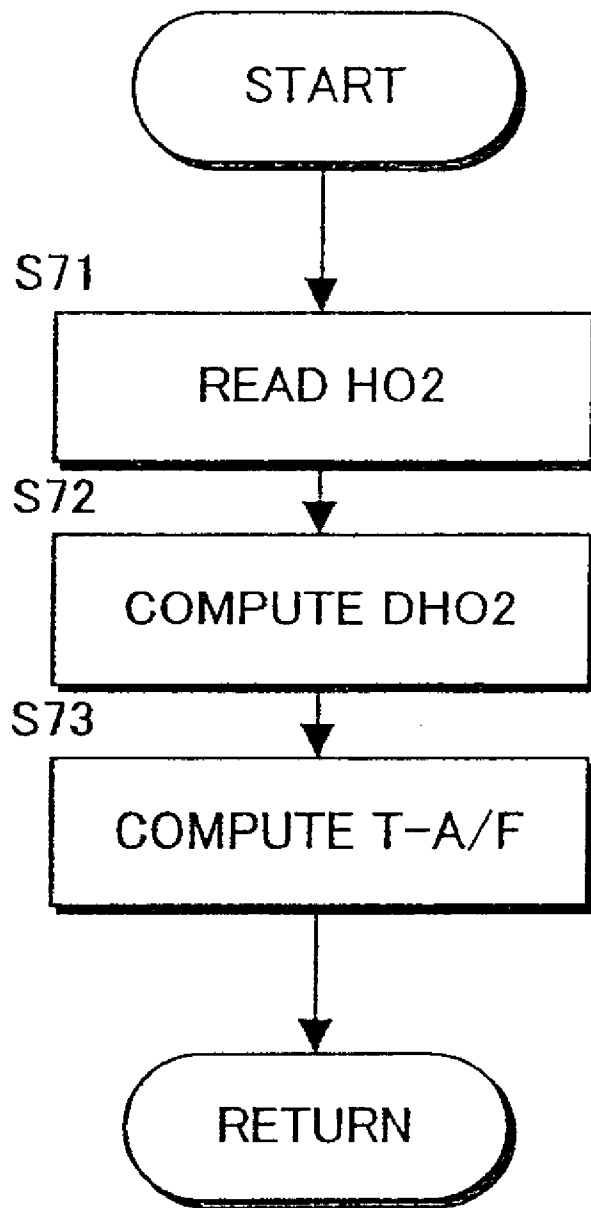 START
S71
READ HO2
S72
COMPUTE DHO2
S73
COMPUTE T-A/F
RETURN